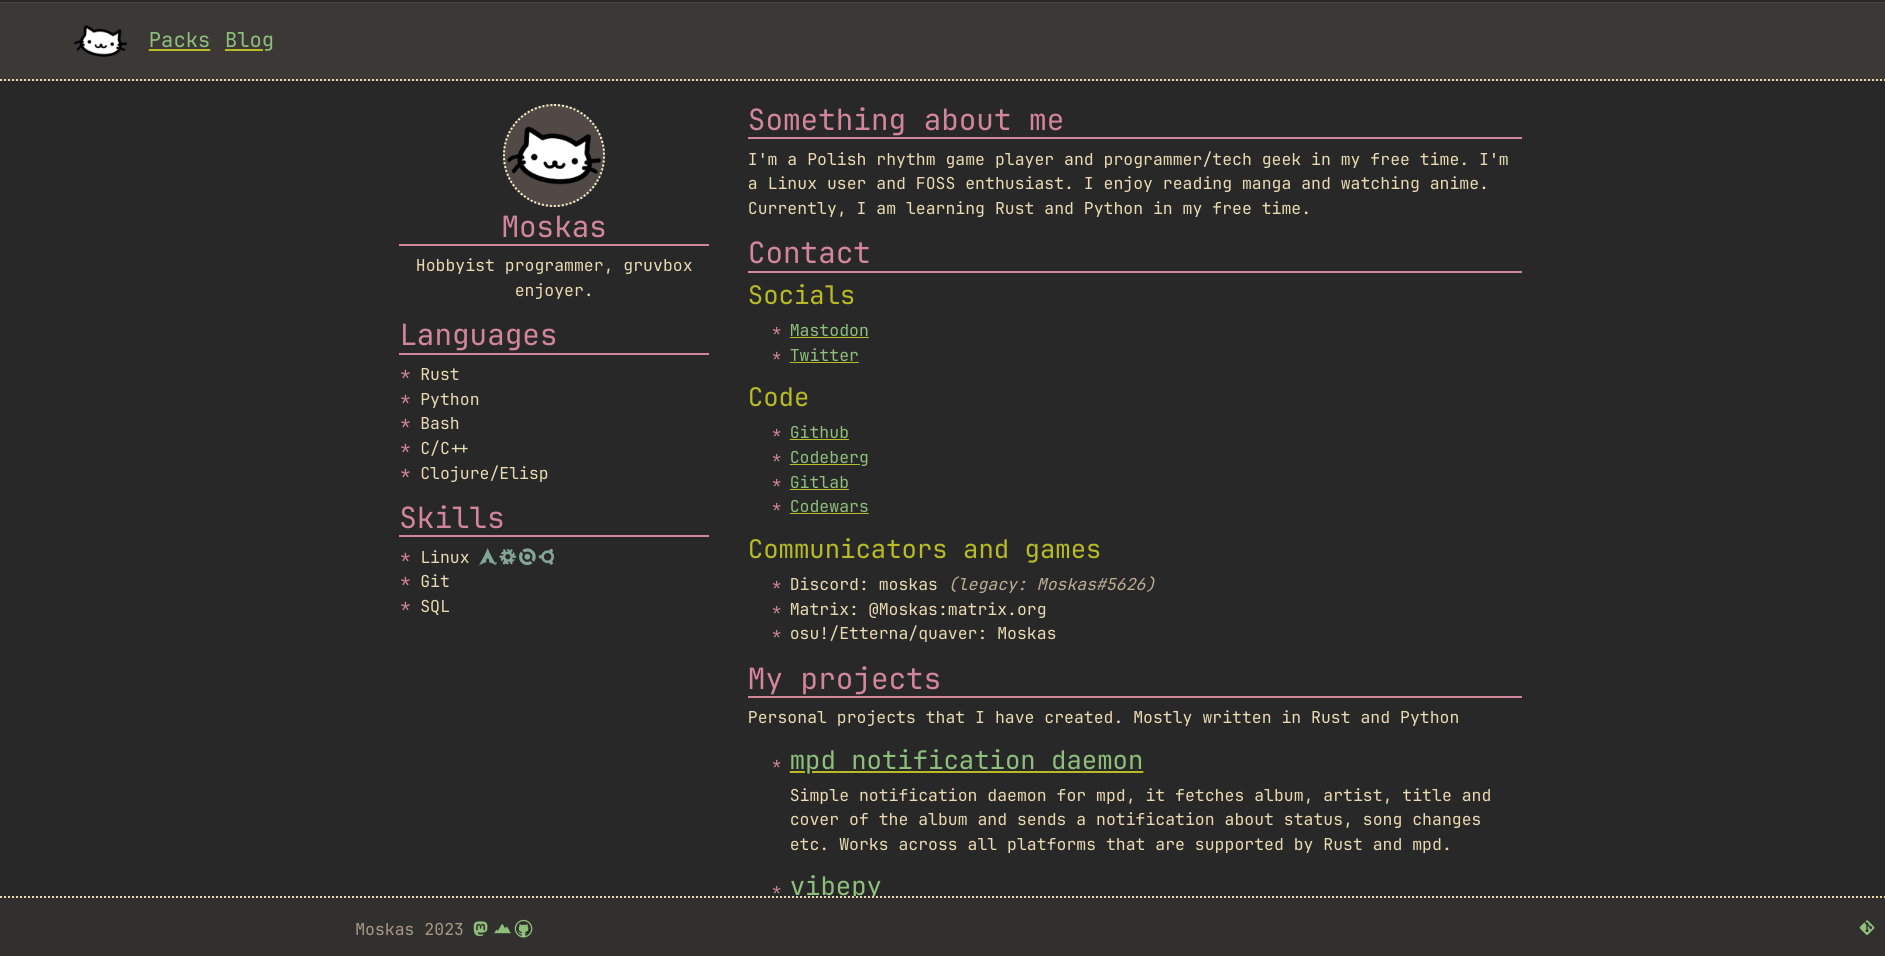 Packs Blog
Moskas
Hobbyist programmer, gruvbox
enjoyer.
Languages
* Rust
* Python
* Bash
* C/C++
* Clojure/Elisp
Skills
* Linux
* Git
* SQL
Something about me
I'm a Polish rhythm game player and programmer/tech geek in my free time. I'm
a Linux user and FOSS enthusiast. I enjoy reading manga and watching anime.
Currently, I am learning Rust and Python in my free time.
Contact
Socials
* Mastodon
* Twitter
Code
* Github
* Codeberg
* Gitlab
* Codewars
Communicators and games
* Discord: moskas (legacy: Moskas#5626)
* Matrix: @Moskas:matrix.org
* osu!/Etterna/quaver: Moskas
My projects
Personal projects that I have created. Mostly written in Rust and Python
* mpd notification daemon
Simple notification daemon for mpd, it fetches album, artist, title and
cover of the album and sends a notification about status, song changes
etc. Works across all platforms that are supported by Rust and mpd.
* vibepy
Moskas 2023